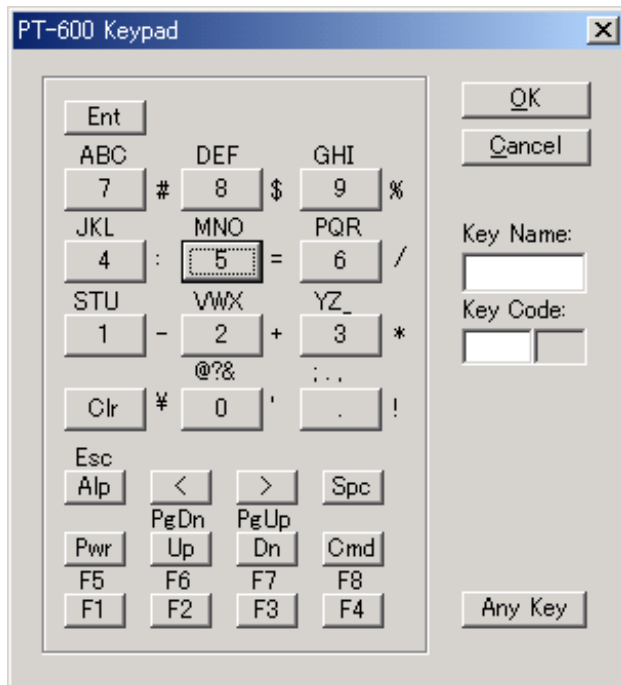 PT-600 Keypad
OK
Ent
Cancel
ABC DEF GHI
7 # 8 $ 9 %
JKL MNO PQR
4 : 5 = 6 /
Key Name:
STU VWX YZ_
Key Code:
1 - 2 + 3 *
@?& ;.,
Clr ¥ 0 ' . !
Esc
Alp < > Spc
PgDn PgUp
Pwr Up Dn Cmd
F5 F6 F7 F8
F1 F2 F3 F4
Any Key